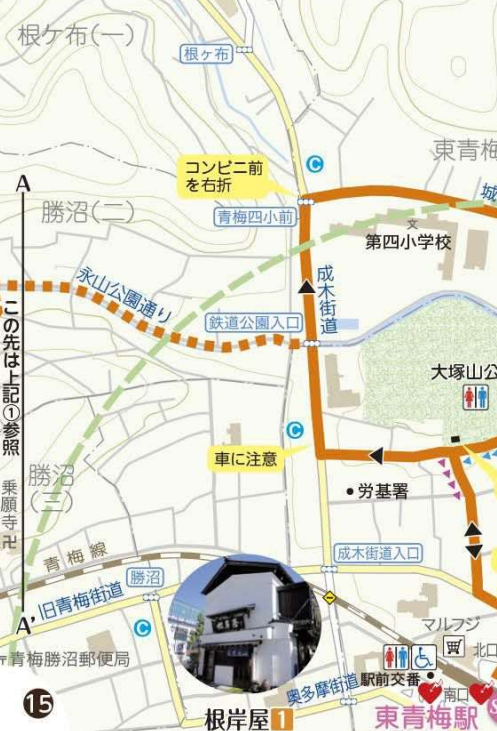 根ケ布(一)
根ヶ布
東青梅
コンビニ前
を右折
C
A
勝沼(二)
青梅四小前
城
文
第四小学校
永山公園通り
成木街道
鉄道公園入口
この先は上記①参照
大塚山公
C
車に注意
勝沼
(三)
乗願寺卍
労基署
青梅線
成木街道入口
勝沼
旧青梅街道
A'
C
マルフジ
〒青梅勝沼郵便局
北口
駅前交番
奥多摩街道
南口
15
根岸屋1
東青梅駅